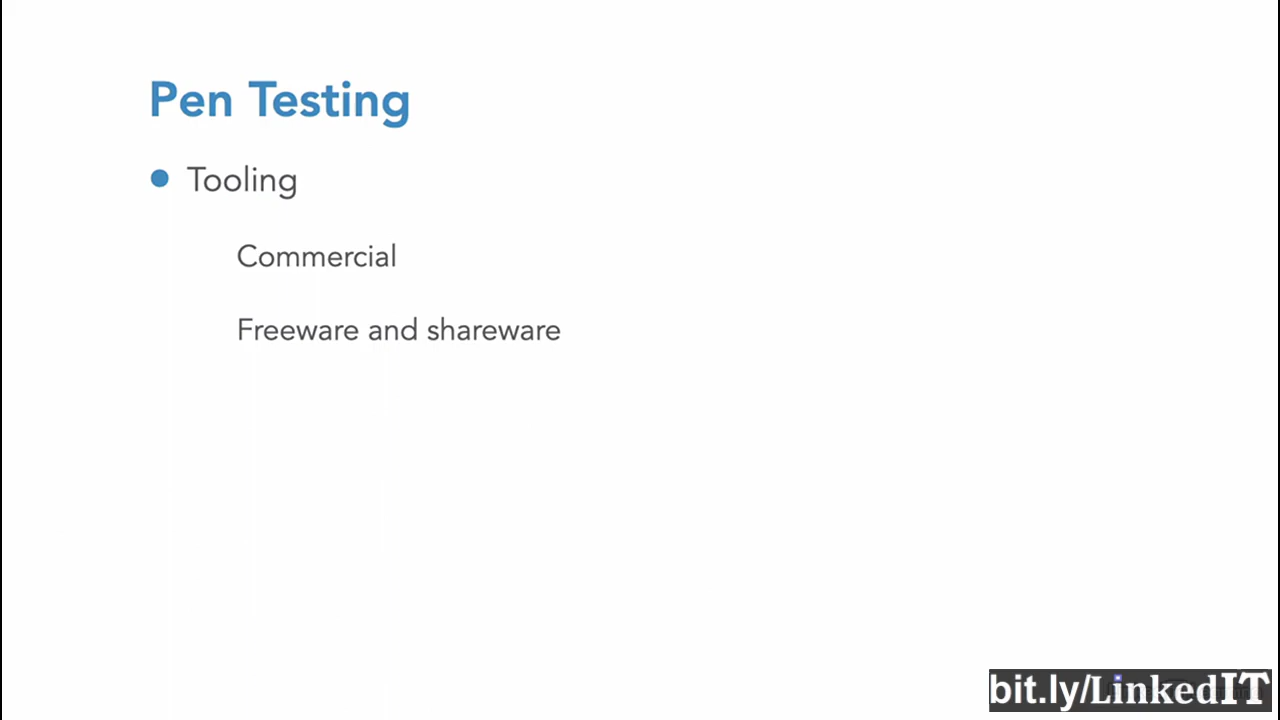 Pen Testing
Tooling
Commercial
Freeware and shareware
bit.ly/LinkedIT